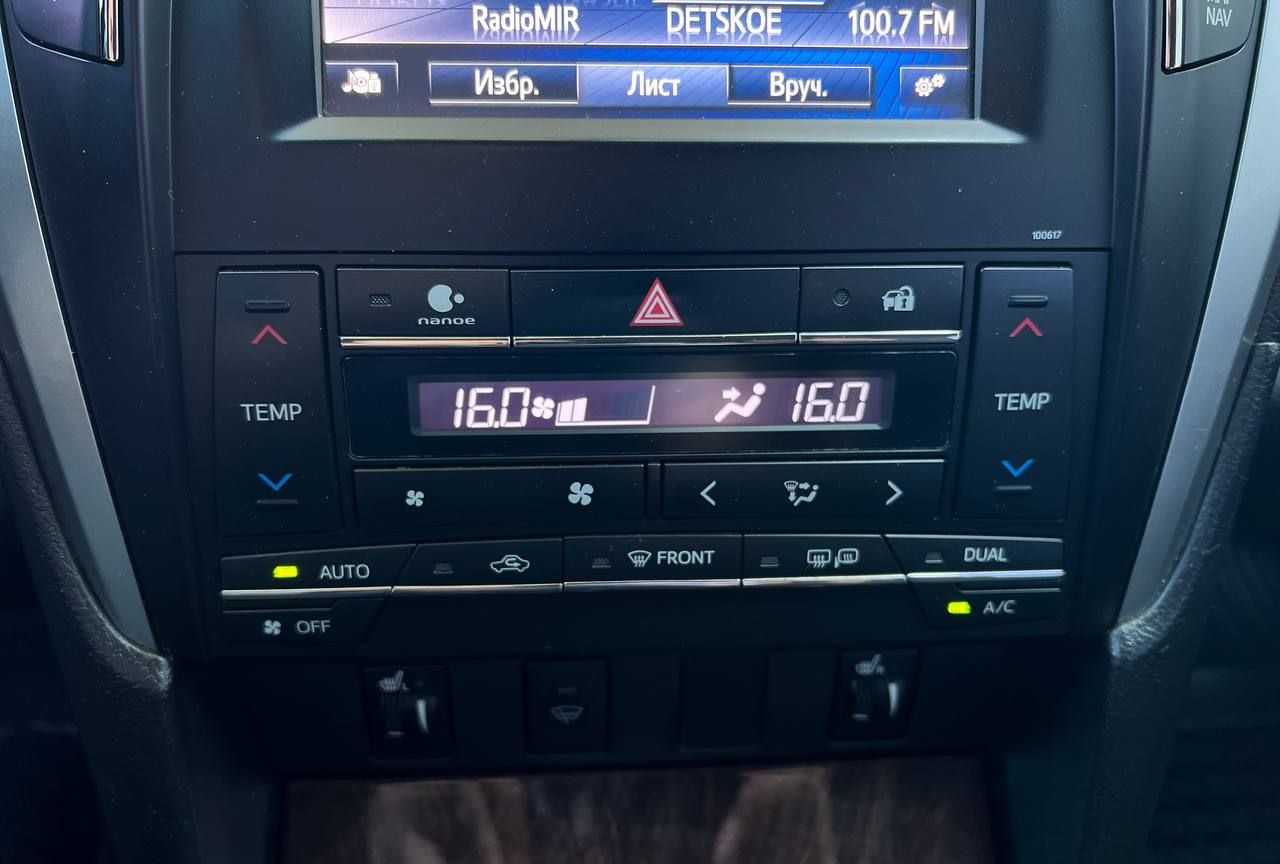 RadioMIR DETSKOE 100.7 FM
NAV
Избр. Лист Вруч.
100617
nanoe
TEMP 16.0 16.0 TEMP
AUTO FRONT DUAL
OFF A/C
L R